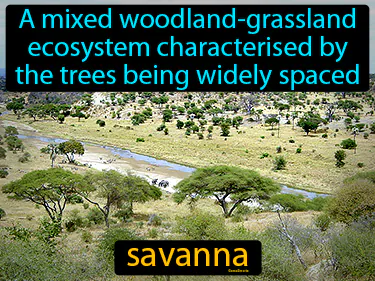 A mixed woodland-grassland
ecosystem characterised by
the trees being widely spaced
savanna